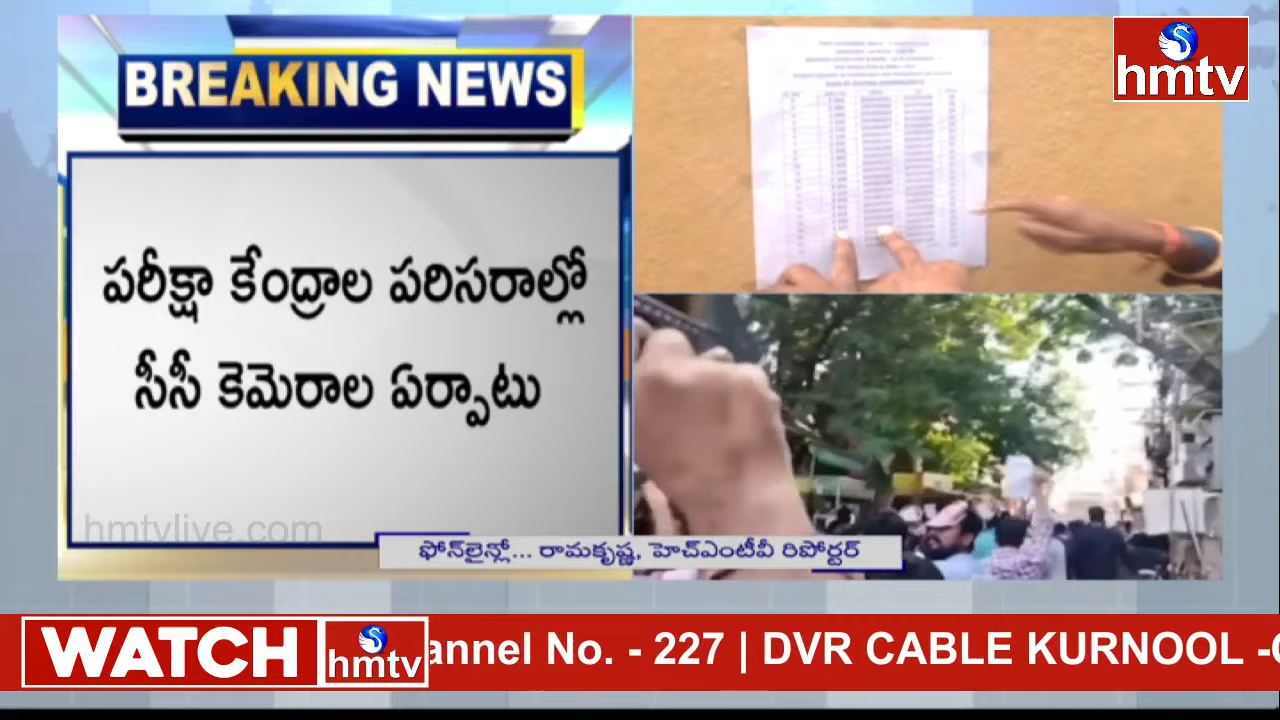 BREAKING NEWS
hmtv
పరీక్షా కేంద్రాల పరిసరాల్లో
సీసీ కెమెరాల ఏర్పాటు
hmtvlive.com
ఫోన్‌లైన్లో... రామకృష్ణ, హెచ్ఎంటీవీ రిపోర్టర్
WATCH hmtv annel No. - 227 | DVR CABLE KURNOOL -